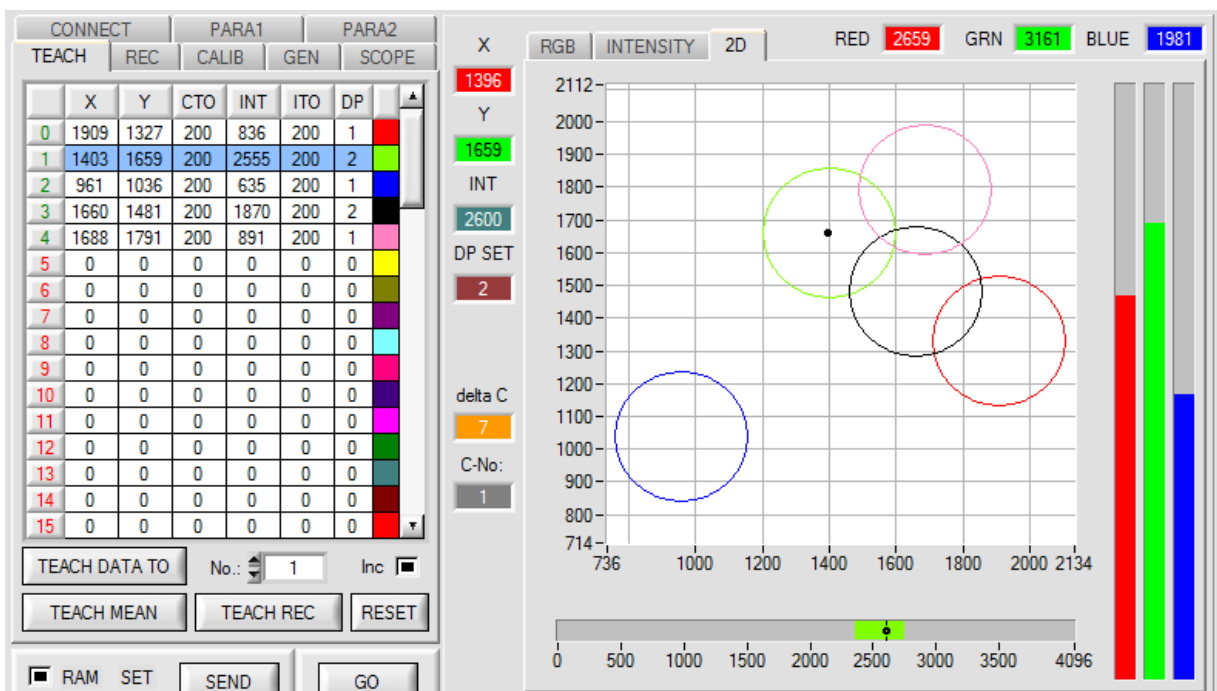 CONNECT PARA1 PARA2
TEACH REC CALIB GEN SCOPE
X Y CTO INT ITO DP
0 1909 1327 200 836 200 1
1 1403 1659 200 2555 200 2
2 961 1036 200 635 200 1
3 1660 1481 200 1870 200 2
4 1688 1791 200 891 200 1
5 0 0 0 0 0 0
6 0 0 0 0 0 0
7 0 0 0 0 0 0
8 0 0 0 0 0 0
9 0 0 0 0 0 0
10 0 0 0 0 0 0
11 0 0 0 0 0 0
12 0 0 0 0 0 0
13 0 0 0 0 0 0
14 0 0 0 0 0 0
15 0 0 0 0 0 0
TEACH DATA TO No.: 1 Inc
TEACH MEAN TEACH REC RESET
RAM SET SEND GO
X
1396
Y
1659
INT
2600
DP SET
2
delta C
7
C-No:
1
RGB INTENSITY 2D RED 2659 GRN 3161 BLUE 1981
2112
2000
1900
1800
1700
1600
1500
1400
1300
1200
1100
1000
900
800
714
736 1000 1200 1400 1600 1800 2000 2134
0 500 1000 1500 2000 2500 3000 3500 4096